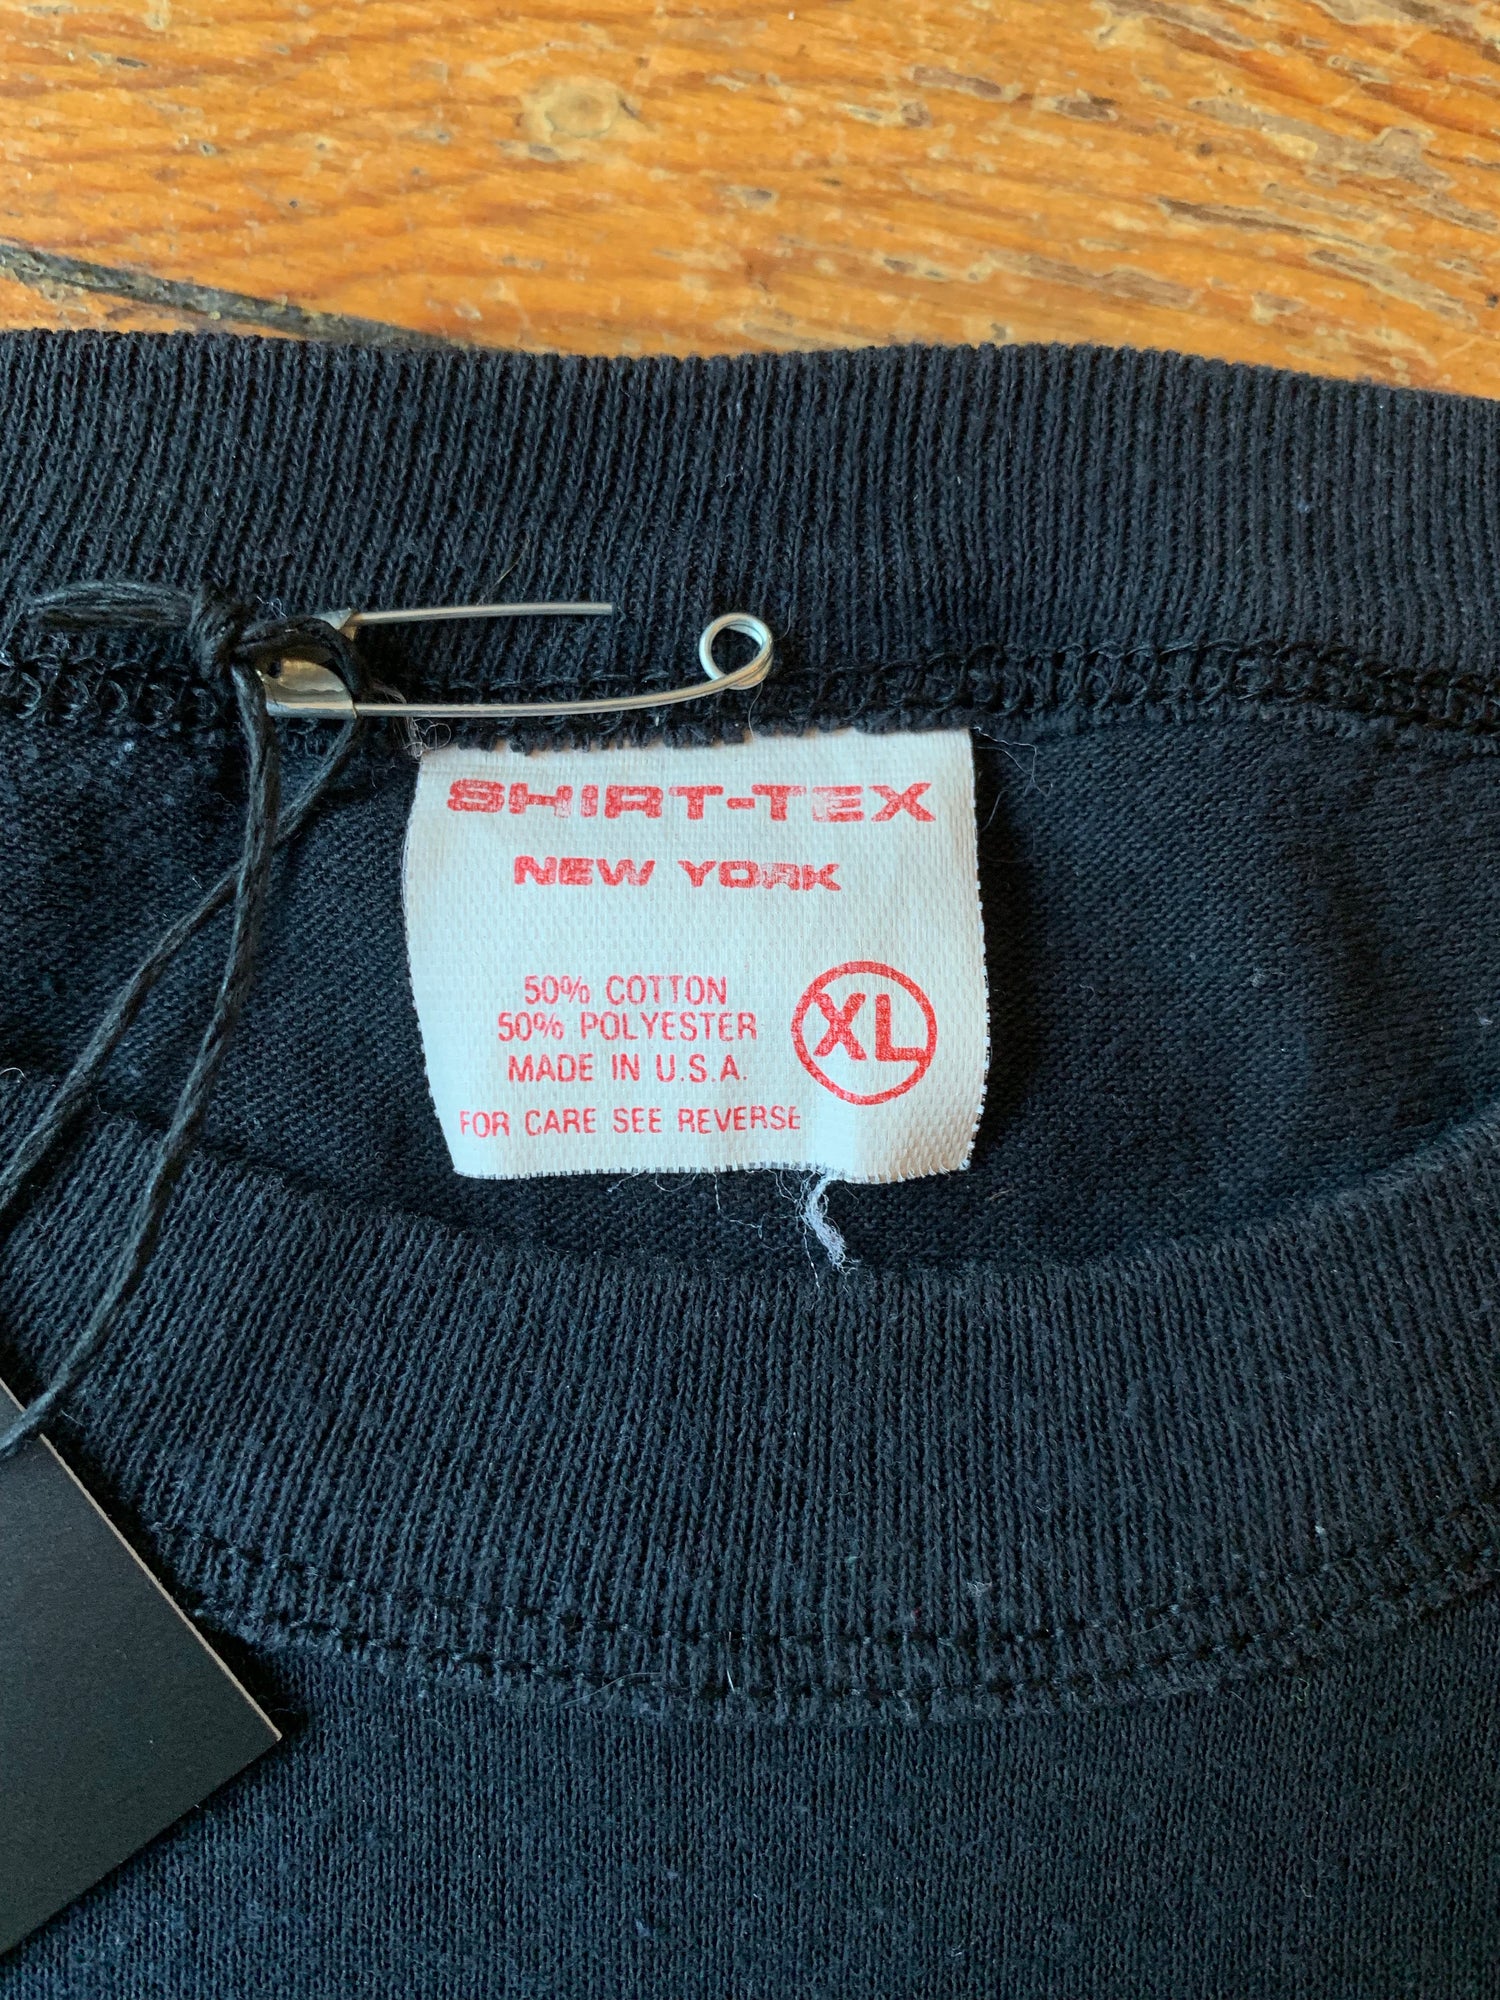 SHIRT-TEX
NEW YORK
50% COTTON
50% POLYESTER
MADE IN U.S.A.
XL
FOR CARE SEE REVERSE